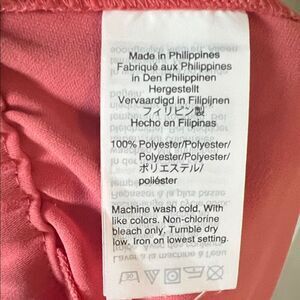 Made in Philippines
Fabriqué aux Philippines
in Den Philippinen
Hergestellt
Vervaardigd in Filipijnen
フィリピン製
Hecho en Filipinas
100% Polyester/Polyester/
Polyester/Polyester/
ポリエステル/
poliéster
Machine wash cold. With
like colors. Non-chlorine
bleach only. Tumble dry
low. Iron on lowest setting.